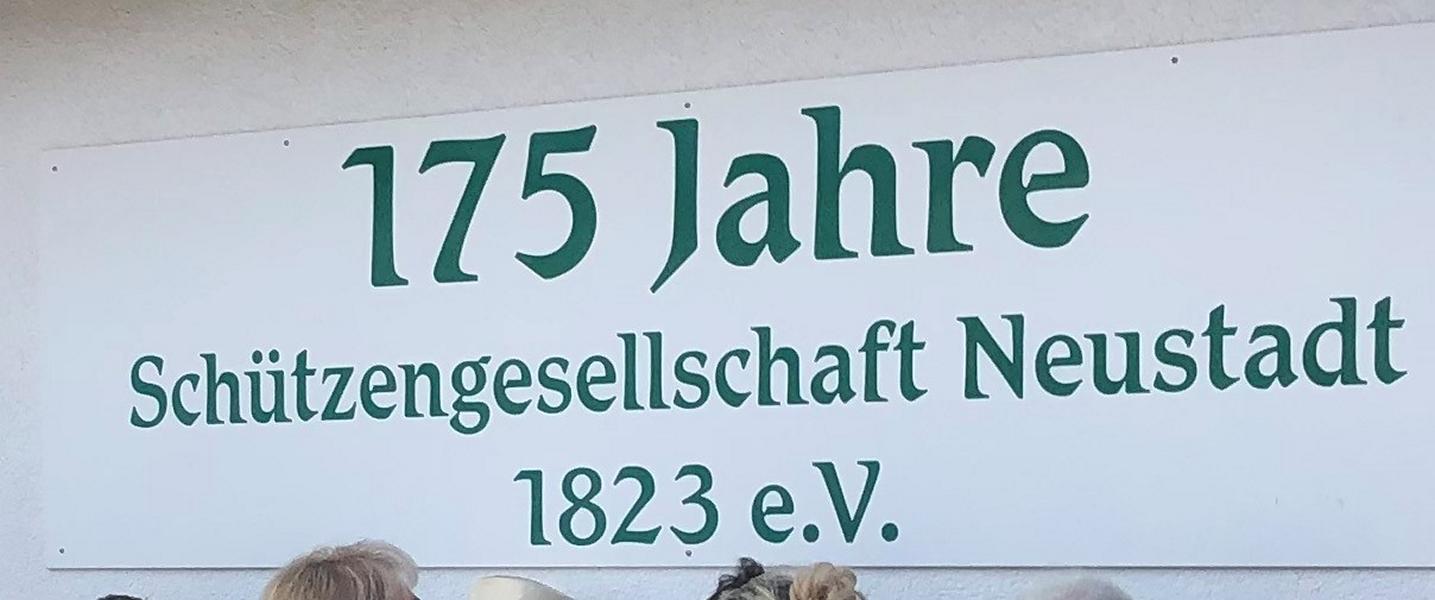 175 Jahre
Schützengesellschaft Neustadt
1823 e.V.